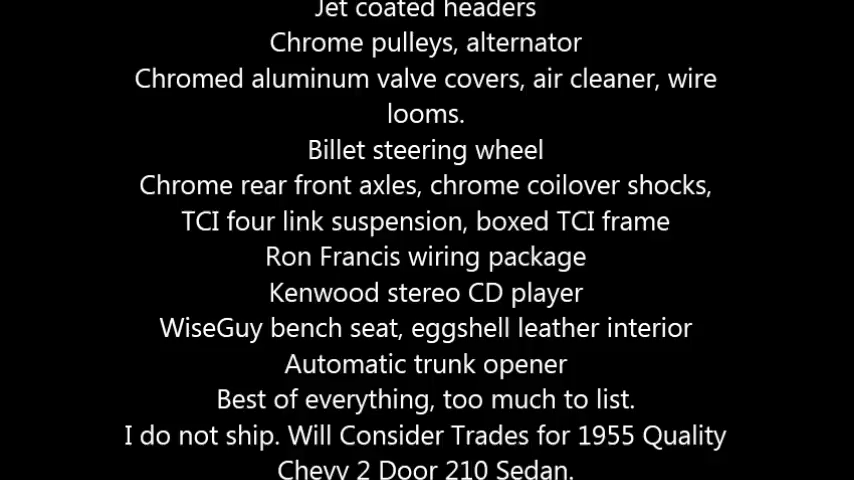 Jet coated headers
Chrome pulleys, alternator
Chromed aluminum valve covers, air cleaner, wire
looms.
Billet steering wheel
Chrome rear front axles, chrome coilover shocks,
TCI four link suspension, boxed TCI frame
Ron Francis wiring package
Kenwood stereo CD player
WiseGuy bench seat, eggshell leather interior
Automatic trunk opener
Best of everything, too much to list.
I do not ship. Will Consider Trades for 1955 Quality
Chevy 2 Door 210 Sedan.